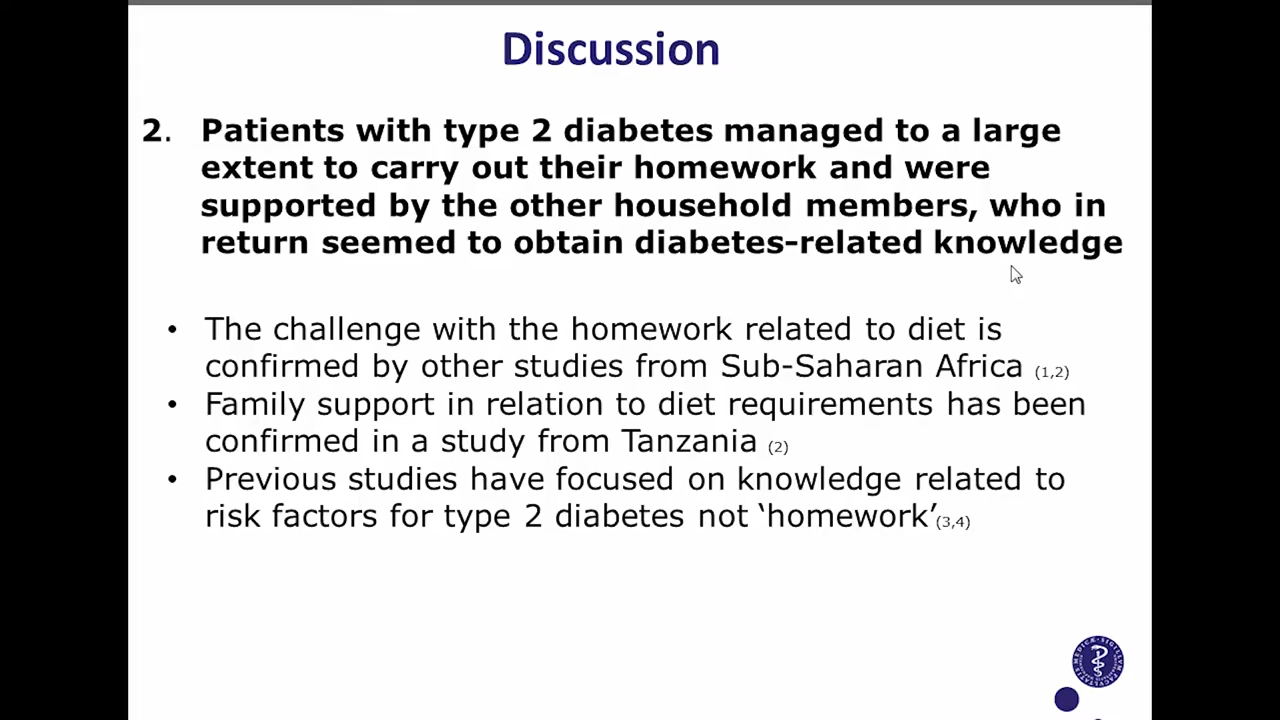 Discussion
2. Patients with type 2 diabetes managed to a large
extent to carry out their homework and were
supported by the other household members, who in
return seemed to obtain diabetes-related knowledge
• The challenge with the homework related to diet is
confirmed by other studies from Sub-Saharan Africa (1,2)
• Family support in relation to diet requirements has been
confirmed in a study from Tanzania (2)
• Previous studies have focused on knowledge related to
risk factors for type 2 diabetes not ‘homework’(3,4)